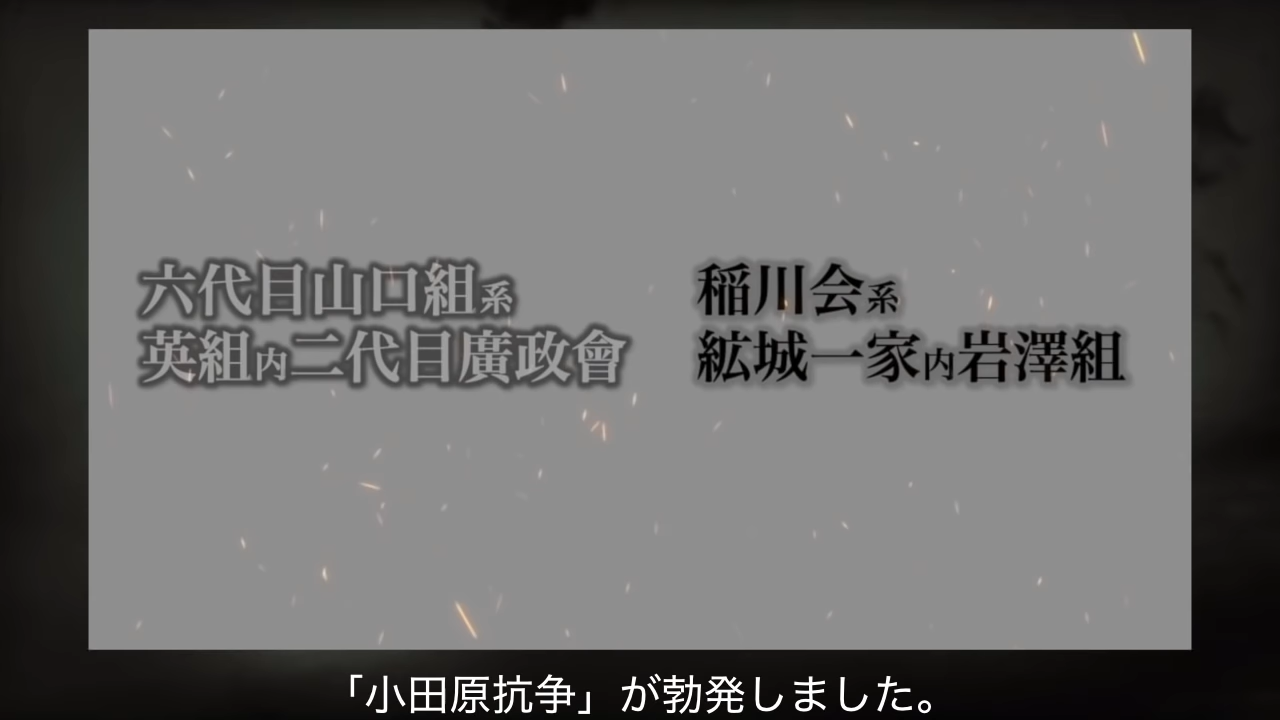 六代目山口組系
英組内二代目廣政會
稲川会系
紘城一家内岩澤組
「小田原抗争」が勃発しました。